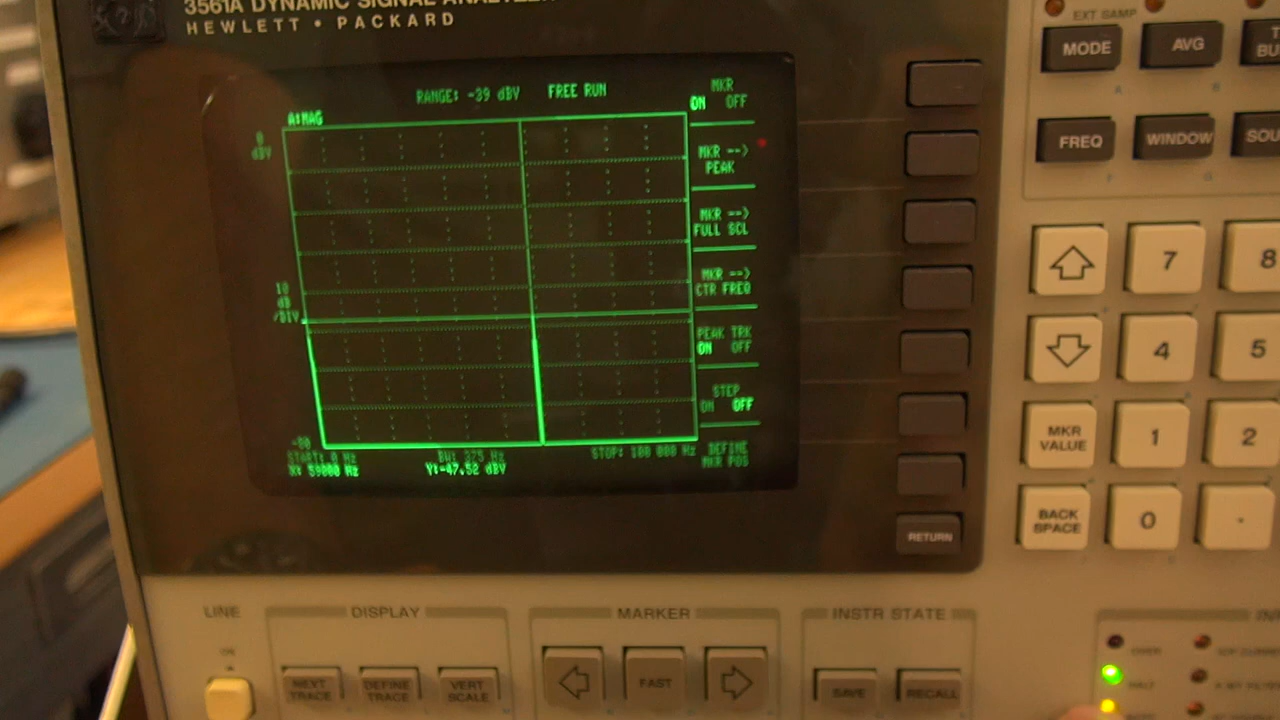 3561A DYNAMIC SIGNAL ANALYZER
HEWLETT • PACKARD
RANGE: -39 dBV FREE RUN
A:MAG
0
dBV
10
dB
/DIV
-80
START: 0 Hz BW: 375 Hz STOP: 100 000 Hz
X: 59000 Hz Y:-47.52 dBV
MKR
ON OFF
MKR -->
PEAK
MKR -->
FULL SCL
MKR -->
CTR FREQ
PEAK TRK
ON OFF
STEP
ON OFF
DEFINE
MKR POS
RETURN
EXT SAMP
MODE
AVG
FREQ
WINDOW
SOU
7
8
4
5
MKR
VALUE
1
2
BACK
SPACE
0
.
LINE
ON
DISPLAY
NEXT
TRACE
DEFINE
TRACE
VERT
SCALE
MARKER
FAST
INSTR STATE
SAVE
RECALL
OVER
HALF